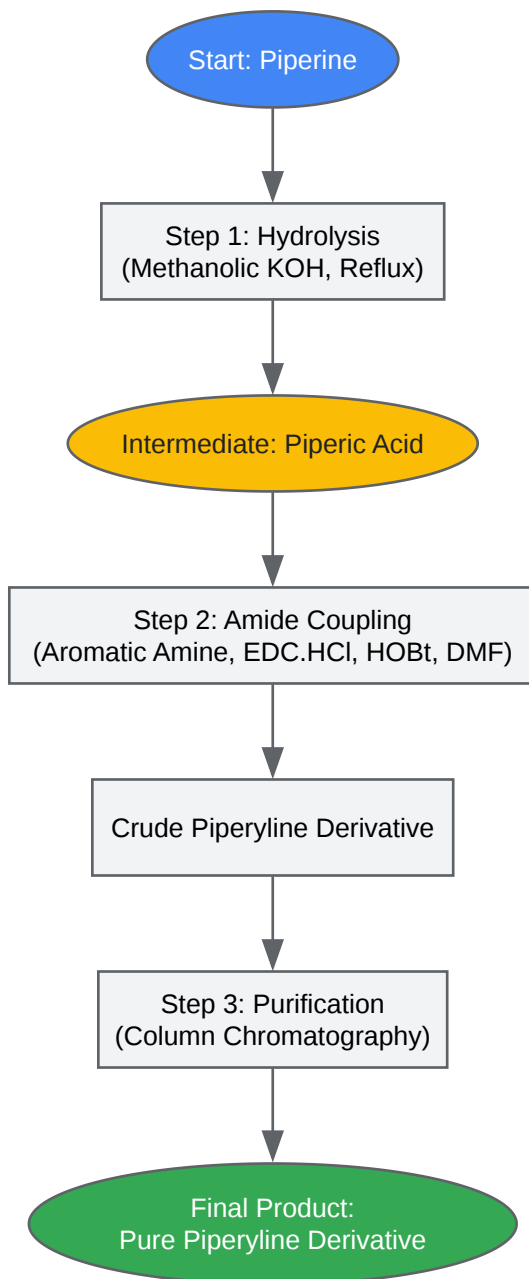 Start: Piperine
Step 1: Hydrolysis
(Methanolic KOH, Reflux)
Intermediate: Piperic Acid
Step 2: Amide Coupling
(Aromatic Amine, EDC.HCl, HOBt, DMF)
Crude Piperyline Derivative
Step 3: Purification
(Column Chromatography)
Final Product:
Pure Piperyline Derivative